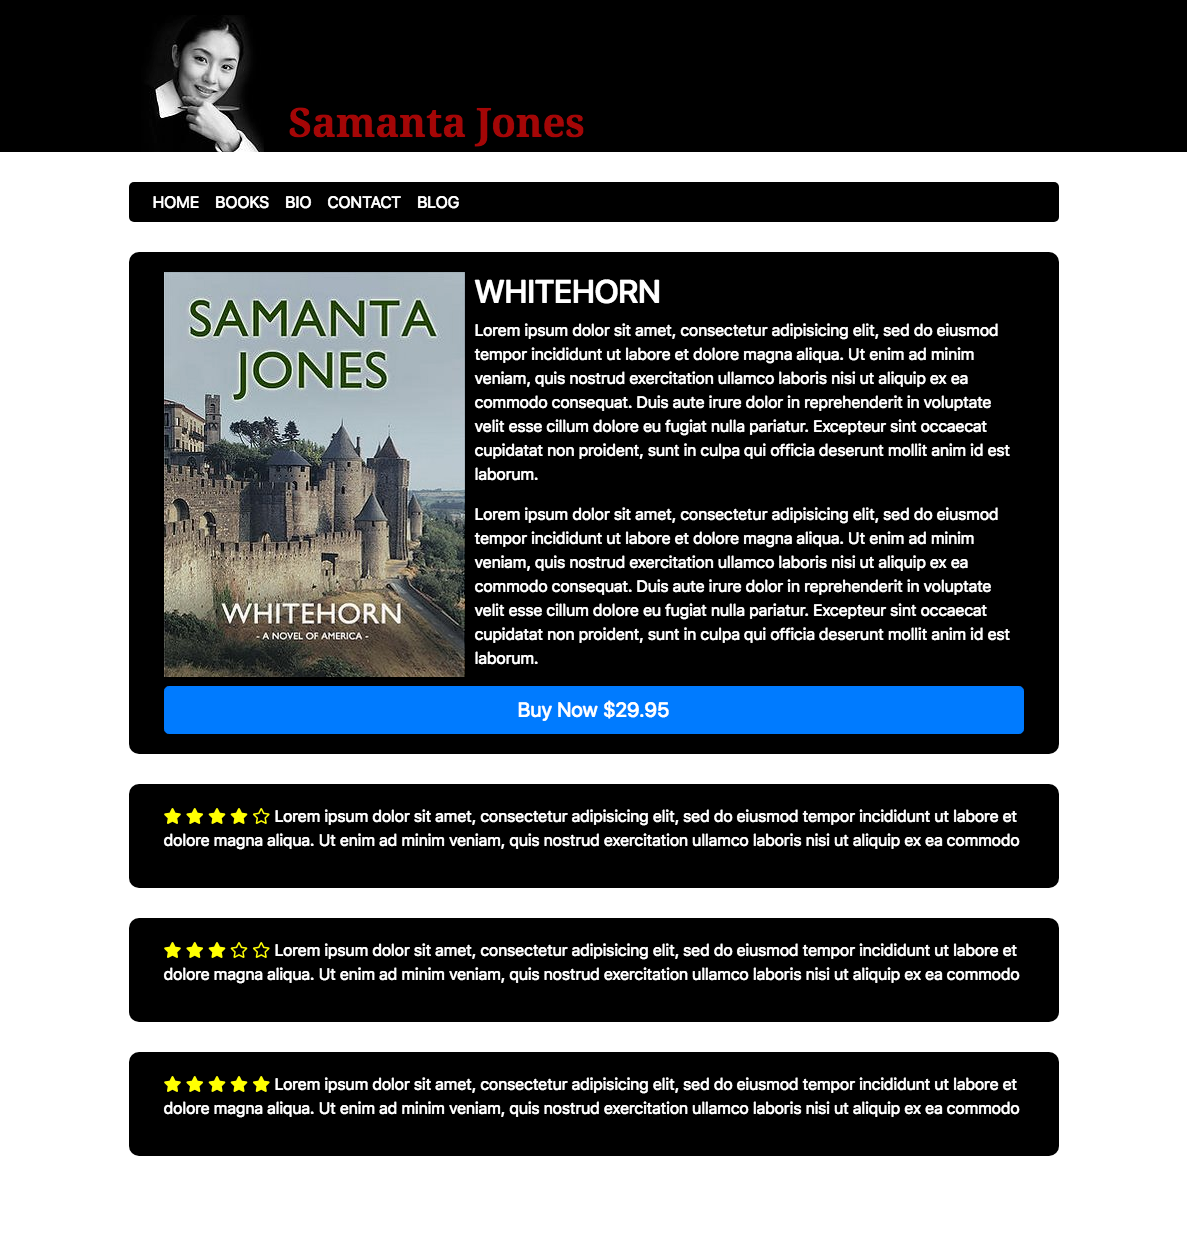 Samanta Jones
HOME BOOKS BIO CONTACT BLOG
SAMANTA
JONES
WHITEHORN
- A NOVEL OF AMERICA -
WHITEHORN
Lorem ipsum dolor sit amet, consectetur adipisicing elit, sed do eiusmod
tempor incididunt ut labore et dolore magna aliqua. Ut enim ad minim
veniam, quis nostrud exercitation ullamco laboris nisi ut aliquip ex ea
commodo consequat. Duis aute irure dolor in reprehenderit in voluptate
velit esse cillum dolore eu fugiat nulla pariatur. Excepteur sint occaecat
cupidatat non proident, sunt in culpa qui officia deserunt mollit anim id est
laborum.
Lorem ipsum dolor sit amet, consectetur adipisicing elit, sed do eiusmod
tempor incididunt ut labore et dolore magna aliqua. Ut enim ad minim
veniam, quis nostrud exercitation ullamco laboris nisi ut aliquip ex ea
commodo consequat. Duis aute irure dolor in reprehenderit in voluptate
velit esse cillum dolore eu fugiat nulla pariatur. Excepteur sint occaecat
cupidatat non proident, sunt in culpa qui officia deserunt mollit anim id est
laborum.
Buy Now $29.95
Lorem ipsum dolor sit amet, consectetur adipisicing elit, sed do eiusmod tempor incididunt ut labore et
dolore magna aliqua. Ut enim ad minim veniam, quis nostrud exercitation ullamco laboris nisi ut aliquip ex ea commodo
Lorem ipsum dolor sit amet, consectetur adipisicing elit, sed do eiusmod tempor incididunt ut labore et
dolore magna aliqua. Ut enim ad minim veniam, quis nostrud exercitation ullamco laboris nisi ut aliquip ex ea commodo
Lorem ipsum dolor sit amet, consectetur adipisicing elit, sed do eiusmod tempor incididunt ut labore et
dolore magna aliqua. Ut enim ad minim veniam, quis nostrud exercitation ullamco laboris nisi ut aliquip ex ea commodo